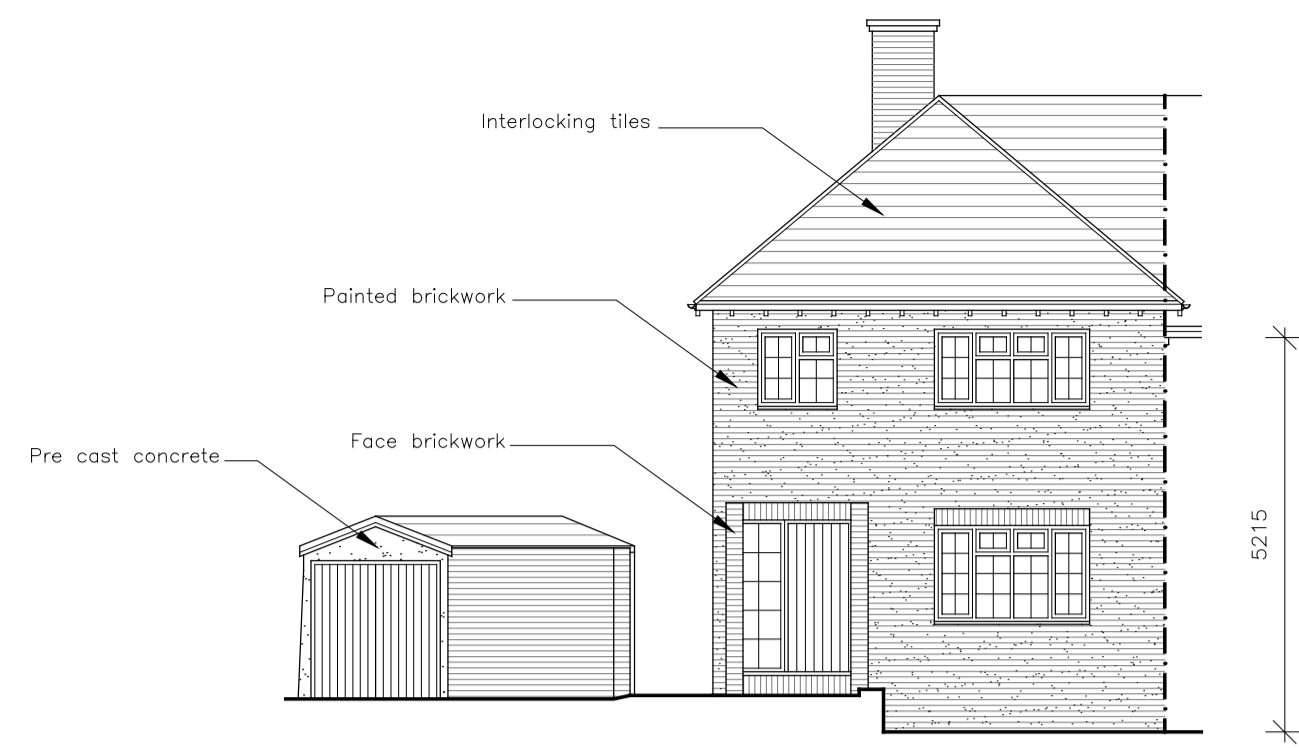 Interlocking tiles
Painted brickwork
Face brickwork
Pre cast concrete
5215